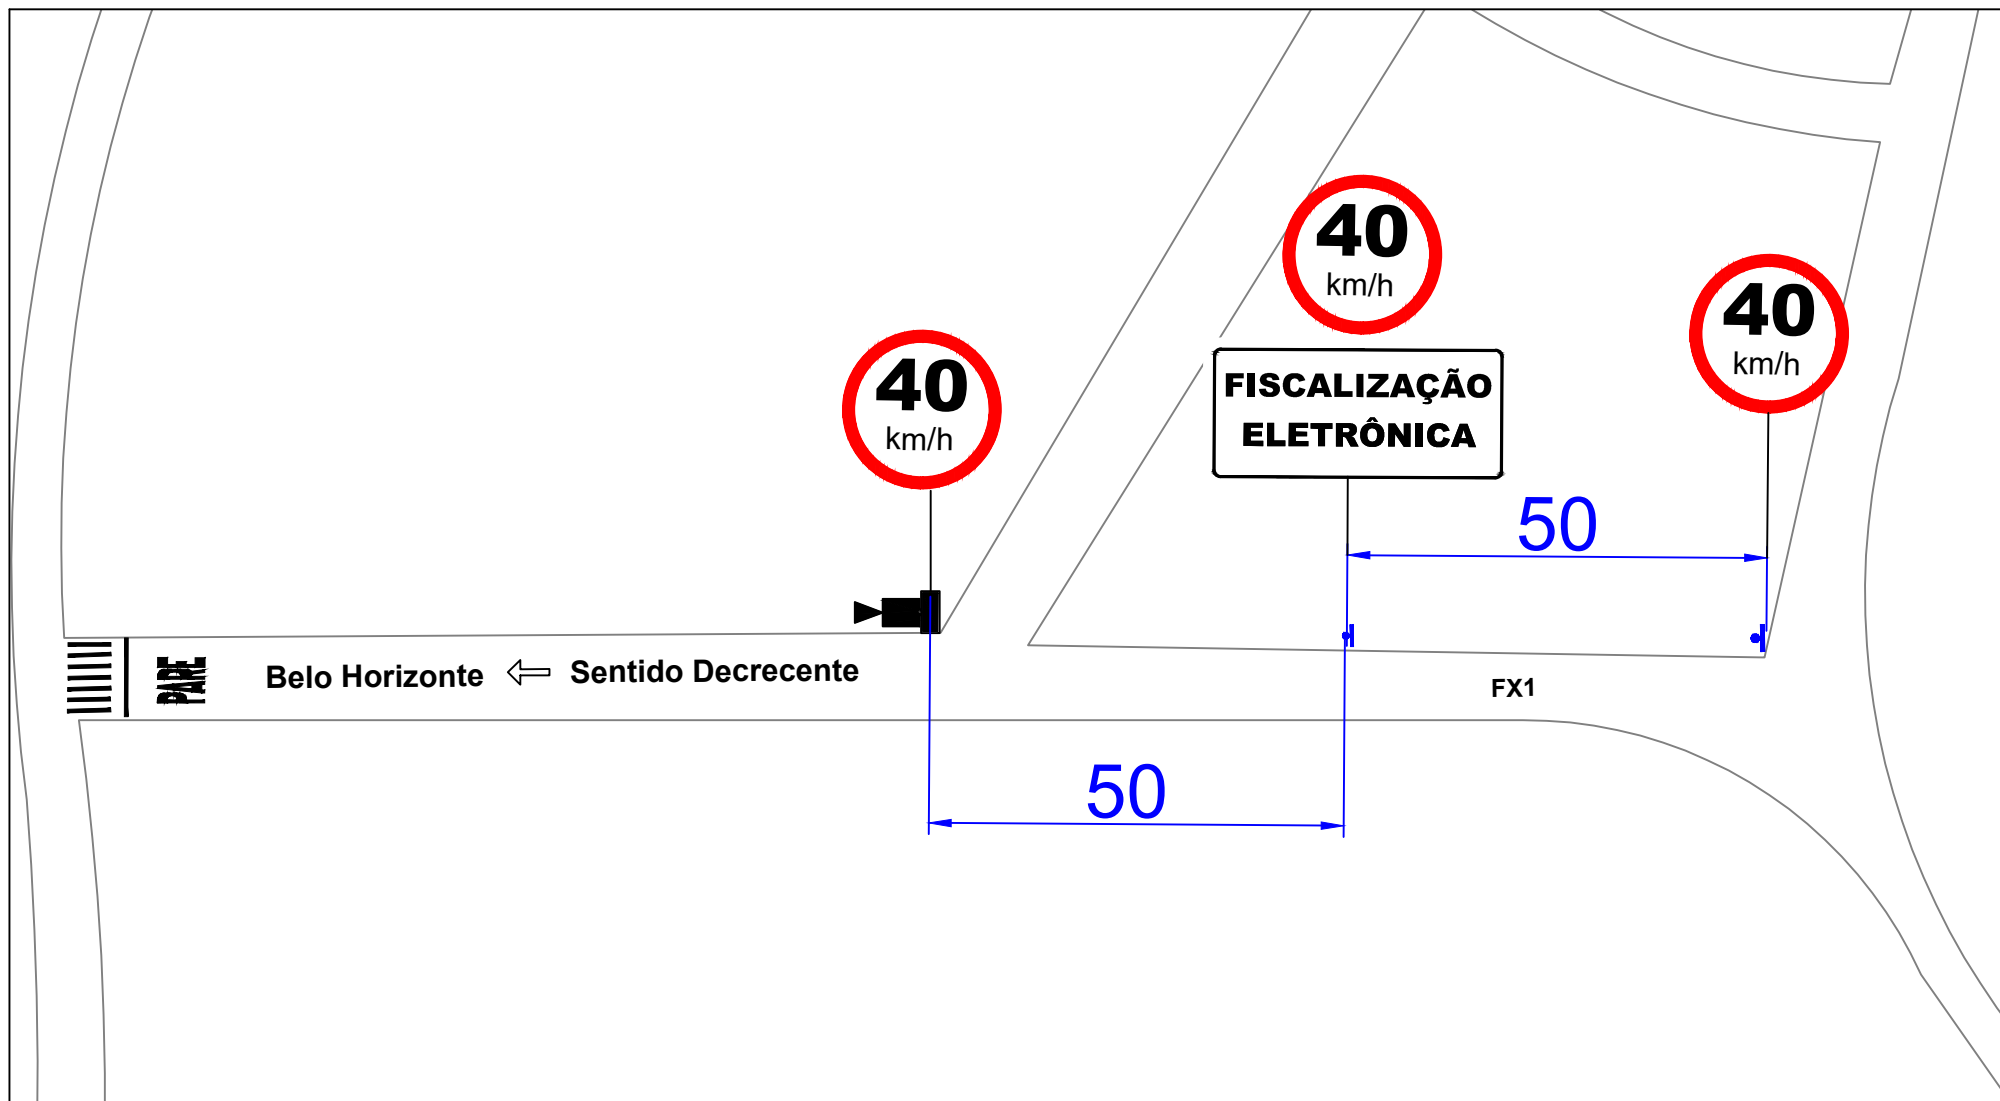 40
km/h
40
km/h
40
km/h
FISCALIZAÇÃO
ELETRÔNICA
50
PARE
Belo Horizonte
Sentido Decrecente
FX1
50